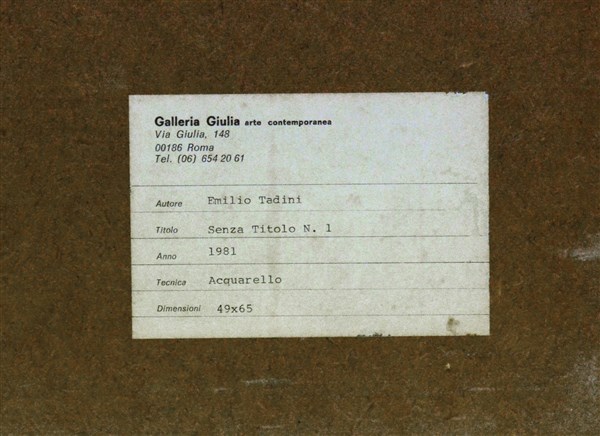 Galleria Giulia arte contemporanea
Via Giulia, 148
00186 Roma
Tel. (06) 654 20 61
Autore Emilio Tadini
Titolo Senza Titolo N. 1
Anno 1981
Tecnica Acquarello
Dimensioni 49x65